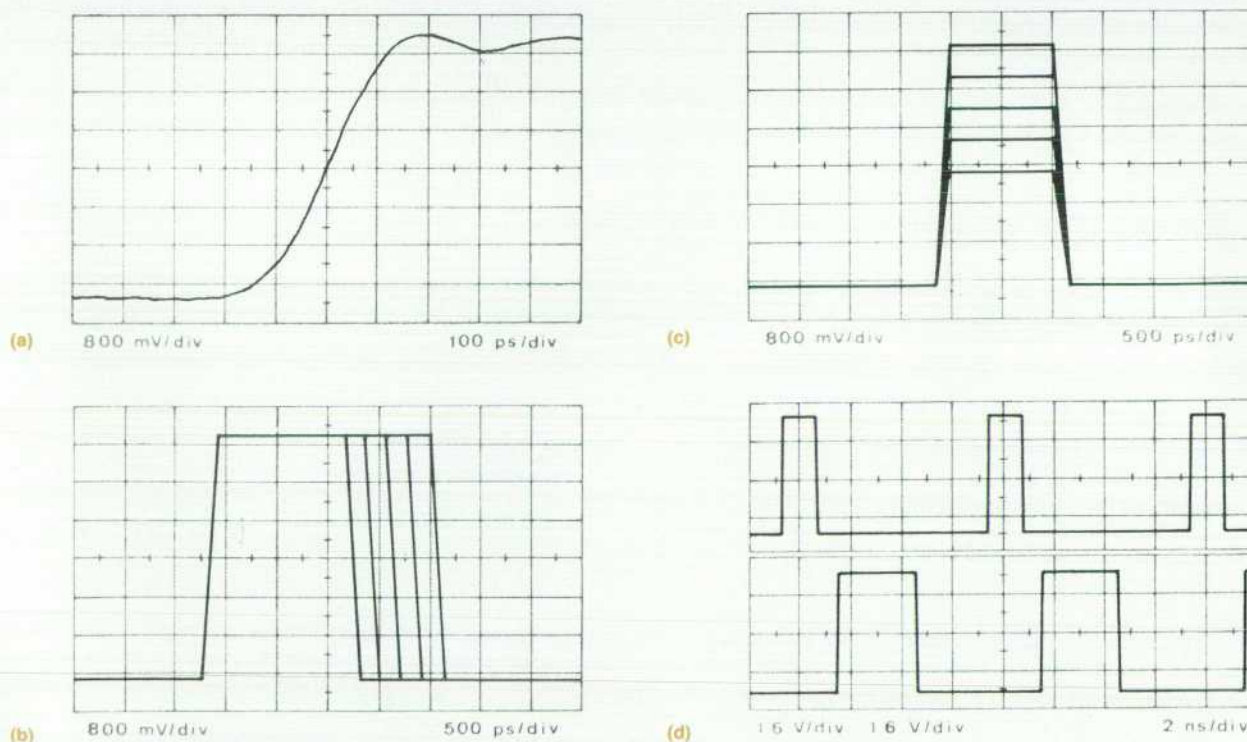 (a)
800 mV/div
100 ps/div
(c)
800 mV/div
500 ps/div
(b)
800 mV/div
500 ps/div
(d)
1.6 V/div
1.6 V/div
2 ns/div